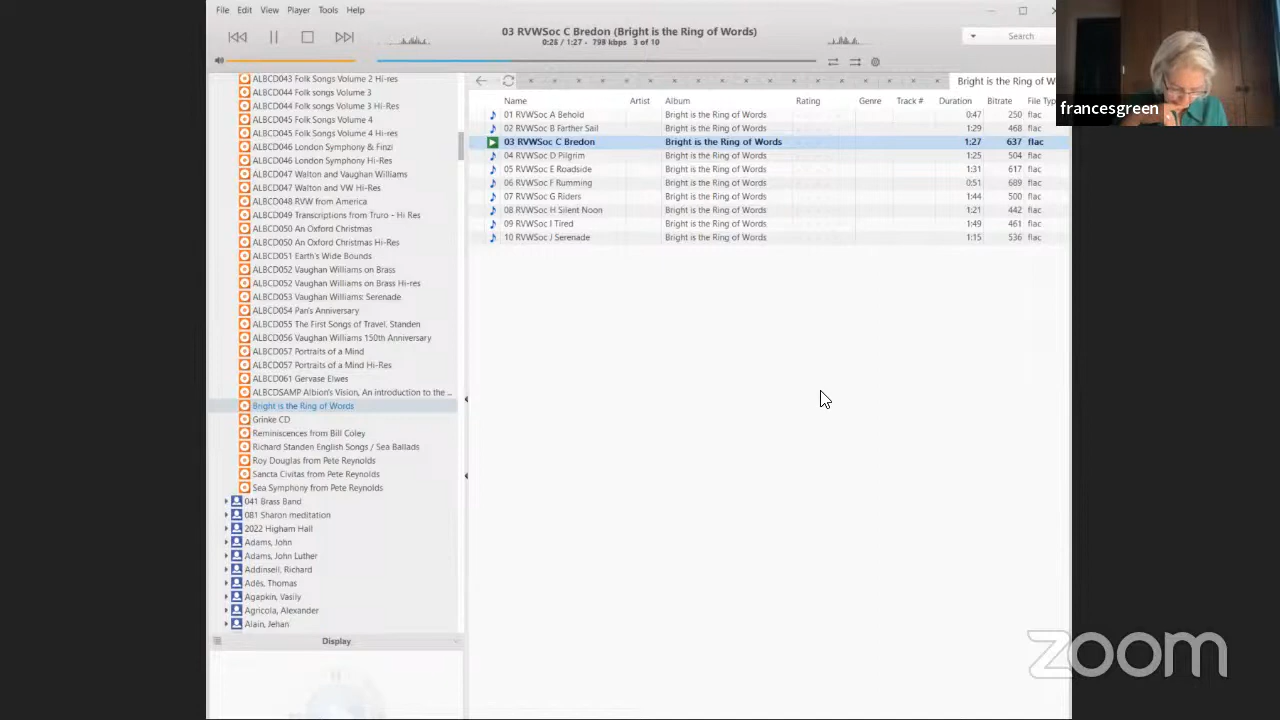 File Edit View Player Tools Help
03 RVWSoc C Bredon (Bright is the Ring of Words)
0:26 / 1:27 - 798 kbps 3 of 10
Search
francesgreen
Bright is the Ring of W
Name Artist Album Rating Genre Track # Duration Bitrate File Typ
01 RVWSoc A Behold Bright is the Ring of Words 0:47 250 flac
02 RVWSoc B Farther Sail Bright is the Ring of Words 1:29 468 flac
03 RVWSoc C Bredon Bright is the Ring of Words 1:27 637 flac
04 RVWSoc D Pilgrim Bright is the Ring of Words 1:25 504 flac
05 RVWSoc E Roadside Bright is the Ring of Words 1:31 617 flac
06 RVWSoc F Rumming Bright is the Ring of Words 0:51 689 flac
07 RVWSoc G Riders Bright is the Ring of Words 1:44 500 flac
08 RVWSoc H Silent Noon Bright is the Ring of Words 1:21 442 flac
09 RVWSoc I Tired Bright is the Ring of Words 1:49 461 flac
10 RVWSoc J Serenade Bright is the Ring of Words 1:15 536 flac
ALBCD043 Folk Songs Volume 2 Hi-res
ALBCD044 Folk songs Volume 3
ALBCD044 Folk songs Volume 3 Hi-Res
ALBCD045 Folk Songs Volume 4
ALBCD045 Folk Songs Volume 4 Hi-res
ALBCD046 London Symphony & Finzi
ALBCD046 London Symphony Hi-Res
ALBCD047 Walton and Vaughan Williams
ALBCD047 Walton and VW Hi-Res
ALBCD048 RVW from America
ALBCD049 Transcriptions from Truro - Hi Res
ALBCD050 An Oxford Christmas
ALBCD050 An Oxford Christmas Hi-Res
ALBCD051 Earth's Wide Bounds
ALBCD052 Vaughan Williams on Brass
ALBCD052 Vaughan Williams on Brass Hi-res
ALBCD053 Vaughan Williams: Serenade
ALBCD054 Pan's Anniversary
ALBCD055 The First Songs of Travel. Standen
ALBCD056 Vaughan Williams 150th Anniversary
ALBCD057 Portraits of a Mind
ALBCD057 Portraits of a Mind Hi-Res
ALBCD061 Gervase Elwes
ALBCDSAMP Albion's Vision, An introduction to the ...
Bright is the Ring of Words
Grinke CD
Reminiscences from Bill Coley
Richard Standen English Songs / Sea Ballads
Roy Douglas from Pete Reynolds
Sancta Civitas from Pete Reynolds
Sea Symphony from Pete Reynolds
041 Brass Band
081 Sharon meditation
2022 Higham Hall
Adams, John
Adams, John Luther
Addinsell, Richard
Adès, Thomas
Agapkin, Vasily
Agricola, Alexander
Alain, Jehan
Display
zoom